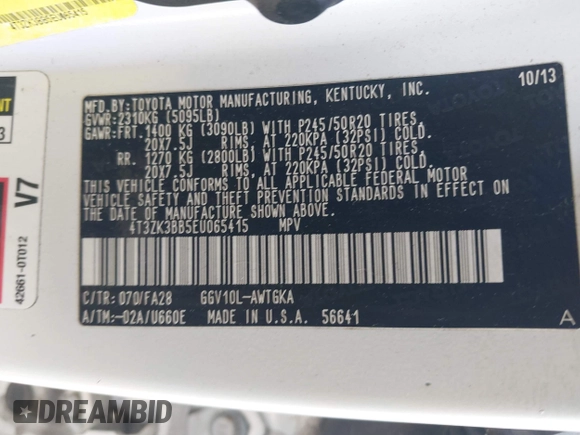 4T3ZK3BB5EU065415
10/13
MFD.BY:TOYOTA MOTOR MANUFACTURING, KENTUCKY, INC.
GVWR:2310KG (5095LB)
GAWR:FRT. 1400 KG (3090LB) WITH P245/50R20 TIRES,
20X7.5J RIMS, AT 220KPA (32PSI) COLD.
RR. 1270 KG (2800LB) WITH P245/50R20 TIRES,
20X7.5J RIMS, AT 220KPA (32PSI) COLD.
THIS VEHICLE CONFORMS TO ALL APPLICABLE FEDERAL MOTOR
VEHICLE SAFETY AND THEFT PREVENTION STANDARDS IN EFFECT
ON THE DATE OF MANUFACTURE SHOWN ABOVE.
4T3ZK3BB5EU065415 MPV
C/TR:070/FA28 GGV10L-AWTGKA
A/TM:-02A/U660E MADE IN U.S.A. 56641
A
NT
3
V7
42661-0T012
DREAMBID